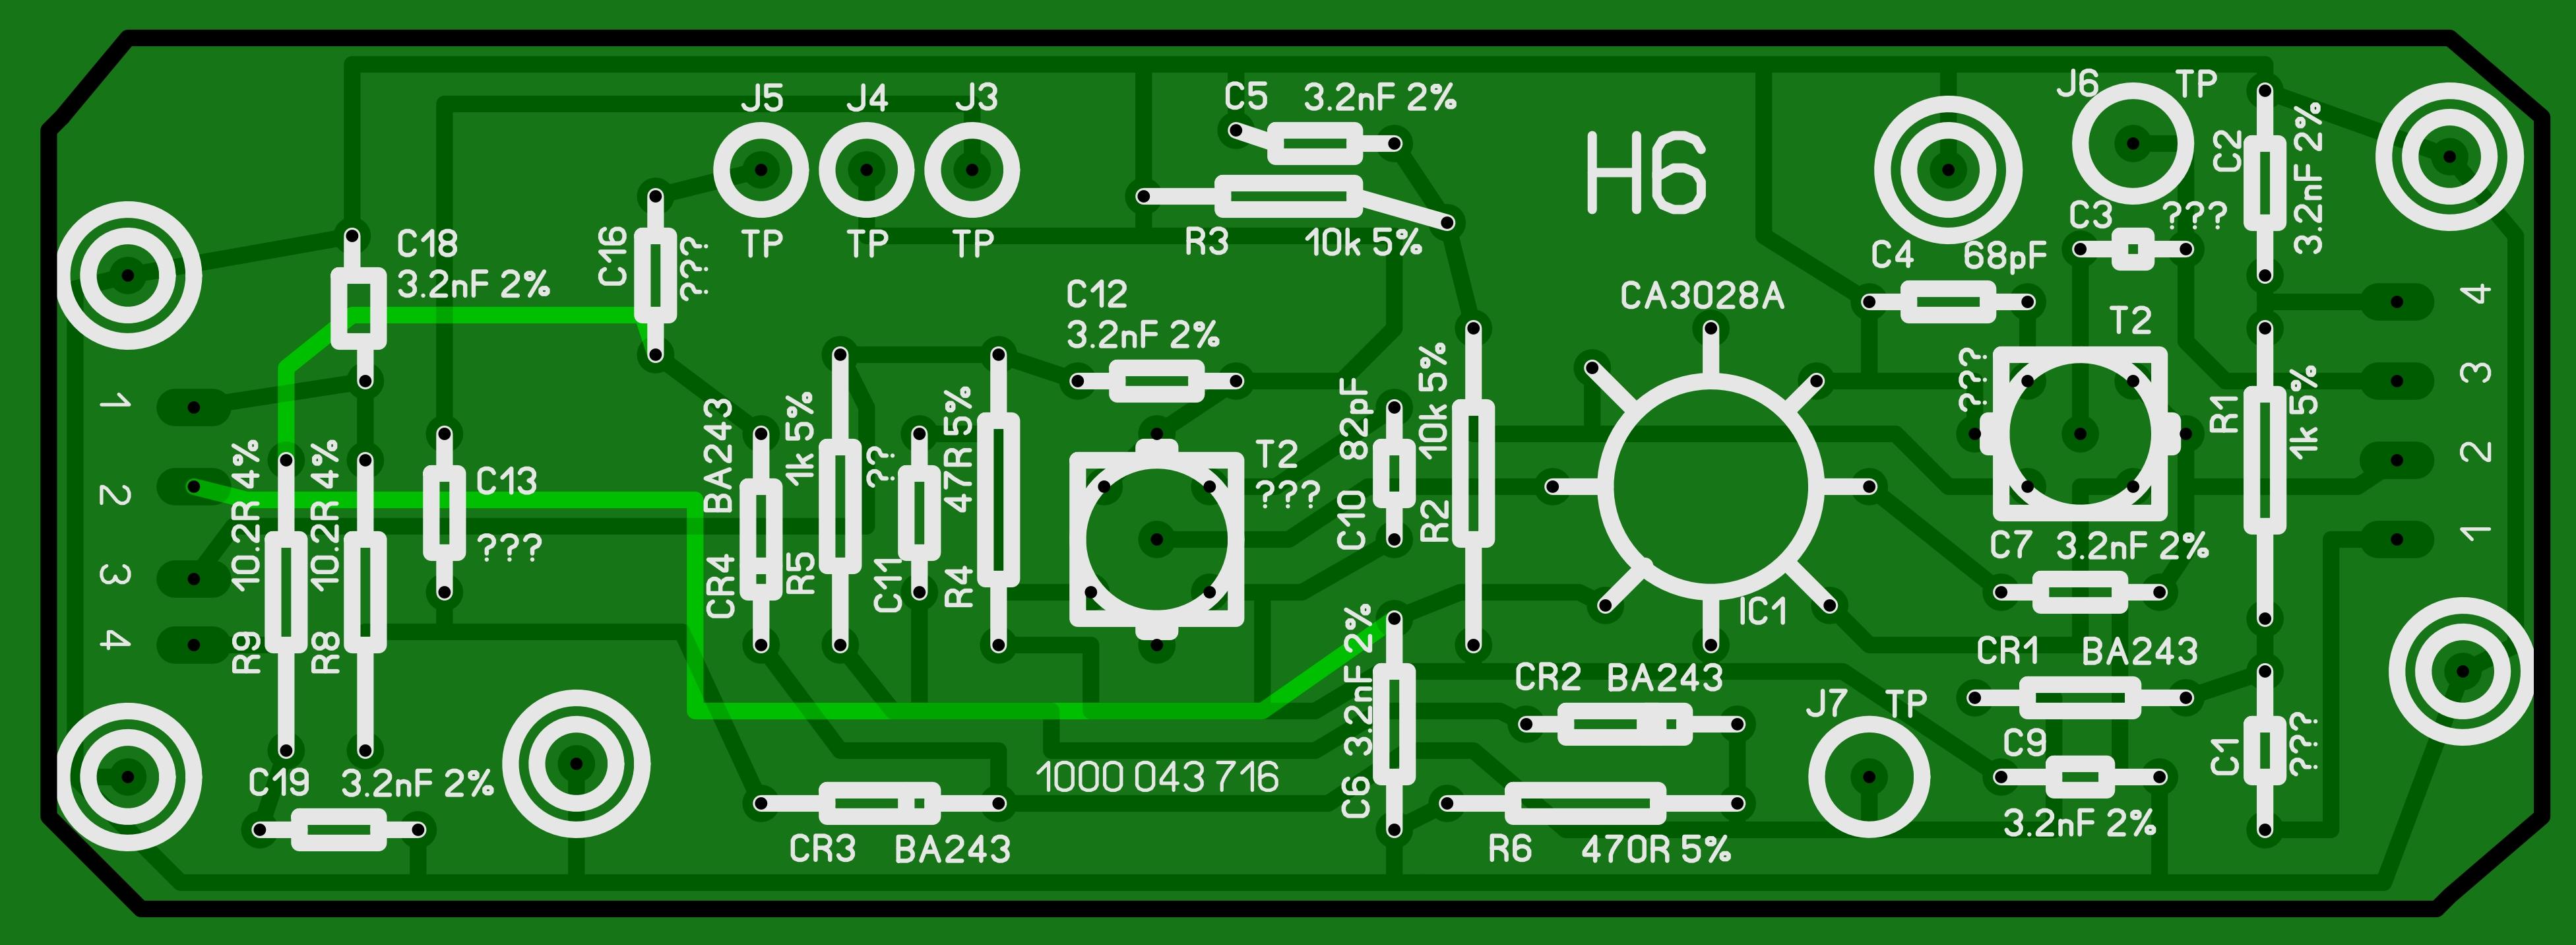 J5
J4
J3
TP
TP
TP
C5 3.2nF 2%
R3 10k 5%
H6
J6 TP
C2
3.2nF 2%
C3 ???
C4 68pF
C18
3.2nF 2%
C16
???
C12
3.2nF 2%
CA3028A
IC1
T2
???
4
3
2
1
1
2
3
4
R9 10.2R 4%
R8 10.2R 4%
C13
???
CR4 BA243
R5 1k 5%
C11 ??
R4 47R 5%
T2
???
C10 82pF
R2 10k 5%
R1
1k 5%
C7 3.2nF 2%
CR1 BA243
CR2 BA243
J7 TP
C9
3.2nF 2%
C1
???
C6 3.2nF 2%
C19 3.2nF 2%
1000 043 716
CR3 BA243
R6 470R 5%